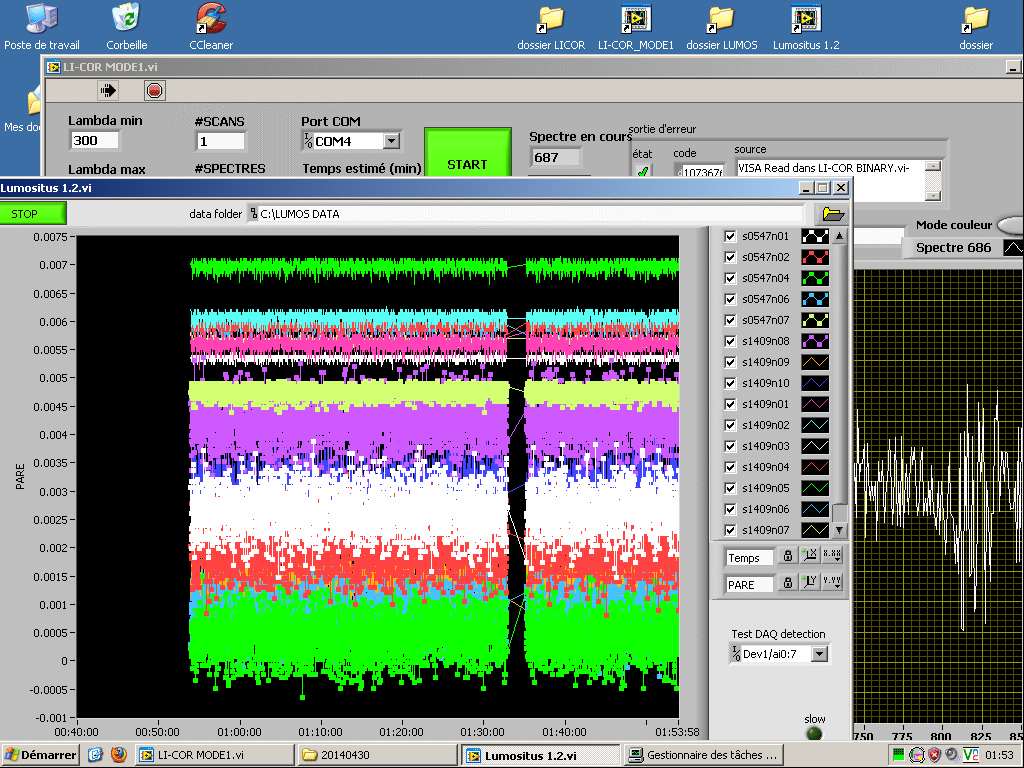 Poste de travail
Corbeille
CCleaner
dossier LICOR
LI-COR_MODE1
dossier LUMOS
Lumositus 1.2
dossier
Mes do
LI-COR MODE1.vi
Lambda min
300
Lambda max
#SCANS
1
#SPECTRES
Port COM
COM4
Temps estimé (min)
START
Spectre en cours
687
sortie d'erreur
état
code
107367
source
VISA Read dans LI-COR BINARY.vi-
Mode couleur
Spectre 686
Lumositus 1.2.vi
STOP
data folder
C:\LUMOS DATA
0.0075
0.007
0.0065
0.006
0.0055
0.005
0.0045
0.004
0.0035
0.003
0.0025
0.002
0.0015
0.001
0.0005
0
-0.0005
-0.001
PARE
00:40:00
00:50:00
01:00:00
01:10:00
01:20:00
01:30:00
01:40:00
01:53:58
s0547n01
s0547n02
s0547n04
s0547n06
s0547n07
s1409n08
s1409n09
s1409n10
s1409n01
s1409n02
s1409n03
s1409n04
s1409n05
s1409n06
s1409n07
Temps
X.XX
PARE
Y.YY
Test DAQ detection
Dev1/ai0:7
slow
750
775
800
825
85
Démarrer
LI-COR MODE1.vi
20140430
Lumositus 1.2.vi
Gestionnaire des tâches ...
01:53